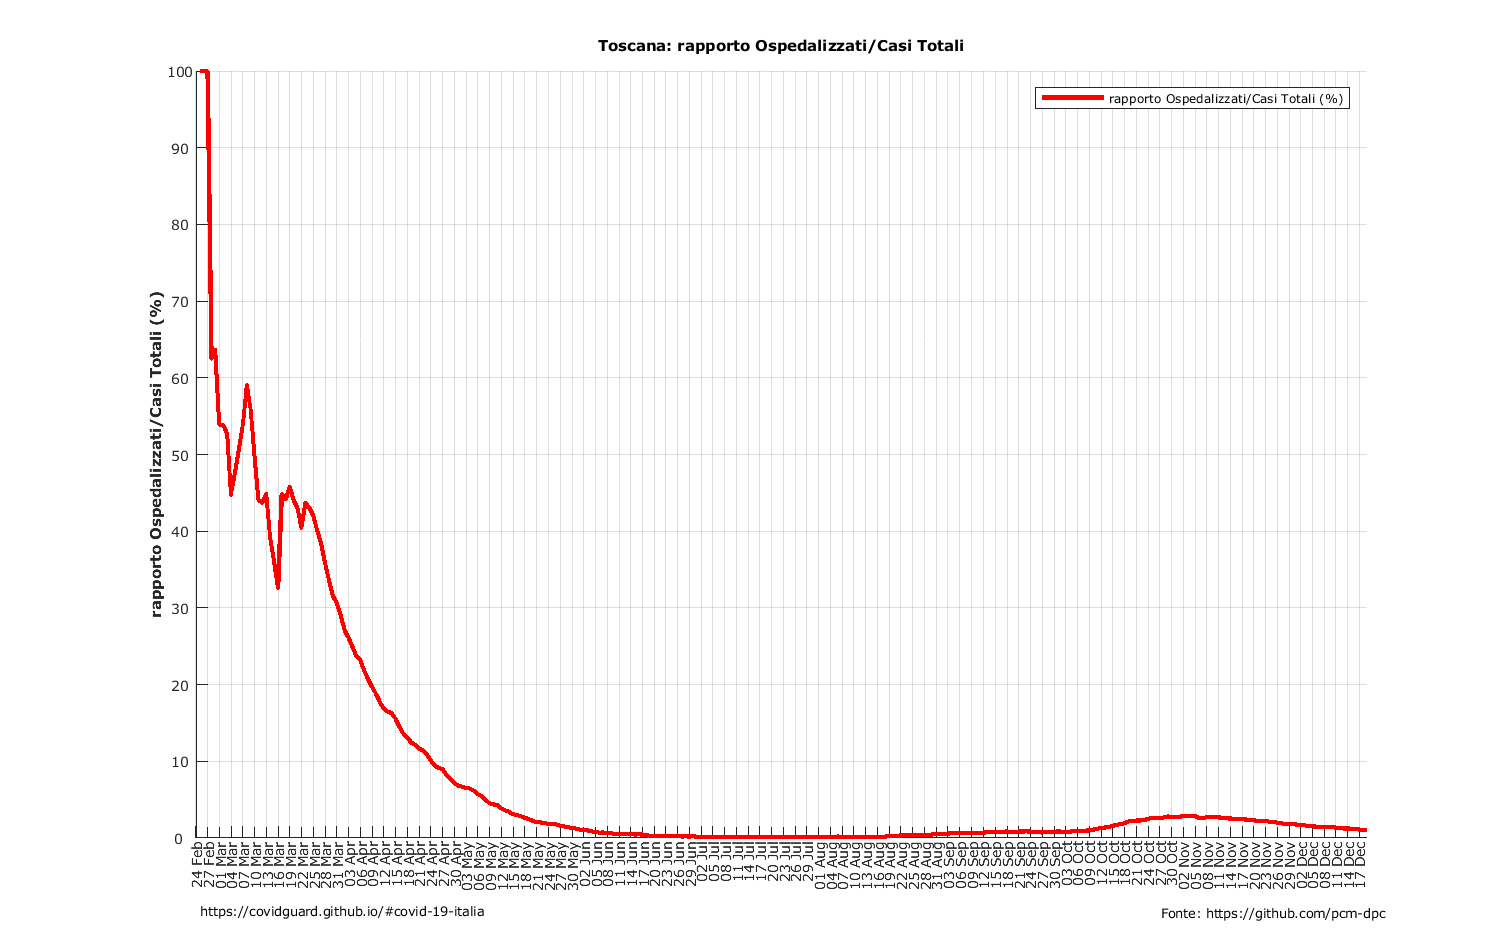 Toscana: rapporto Ospedalizzati/Casi Totali
rapporto Ospedalizzati/Casi Totali (%)
rapporto Ospedalizzati/Casi Totali (%)
100
90
80
70
60
50
40
30
20
10
0
24 Feb
27 Feb
01 Mar
04 Mar
07 Mar
10 Mar
13 Mar
16 Mar
19 Mar
22 Mar
25 Mar
28 Mar
31 Mar
03 Apr
06 Apr
09 Apr
12 Apr
15 Apr
18 Apr
21 Apr
24 Apr
27 Apr
30 Apr
03 May
06 May
09 May
12 May
15 May
18 May
21 May
24 May
27 May
30 May
02 Jun
05 Jun
08 Jun
11 Jun
14 Jun
17 Jun
20 Jun
23 Jun
26 Jun
29 Jun
02 Jul
05 Jul
08 Jul
11 Jul
14 Jul
17 Jul
20 Jul
23 Jul
26 Jul
29 Jul
01 Aug
04 Aug
07 Aug
10 Aug
13 Aug
16 Aug
19 Aug
22 Aug
25 Aug
28 Aug
31 Aug
03 Sep
06 Sep
09 Sep
12 Sep
15 Sep
18 Sep
21 Sep
24 Sep
27 Sep
30 Sep
03 Oct
06 Oct
09 Oct
12 Oct
15 Oct
18 Oct
21 Oct
24 Oct
27 Oct
30 Oct
02 Nov
05 Nov
08 Nov
11 Nov
14 Nov
17 Nov
20 Nov
23 Nov
26 Nov
29 Nov
02 Dec
05 Dec
08 Dec
11 Dec
14 Dec
17 Dec
https://covidguard.github.io/#covid-19-italia
Fonte: https://github.com/pcm-dpc